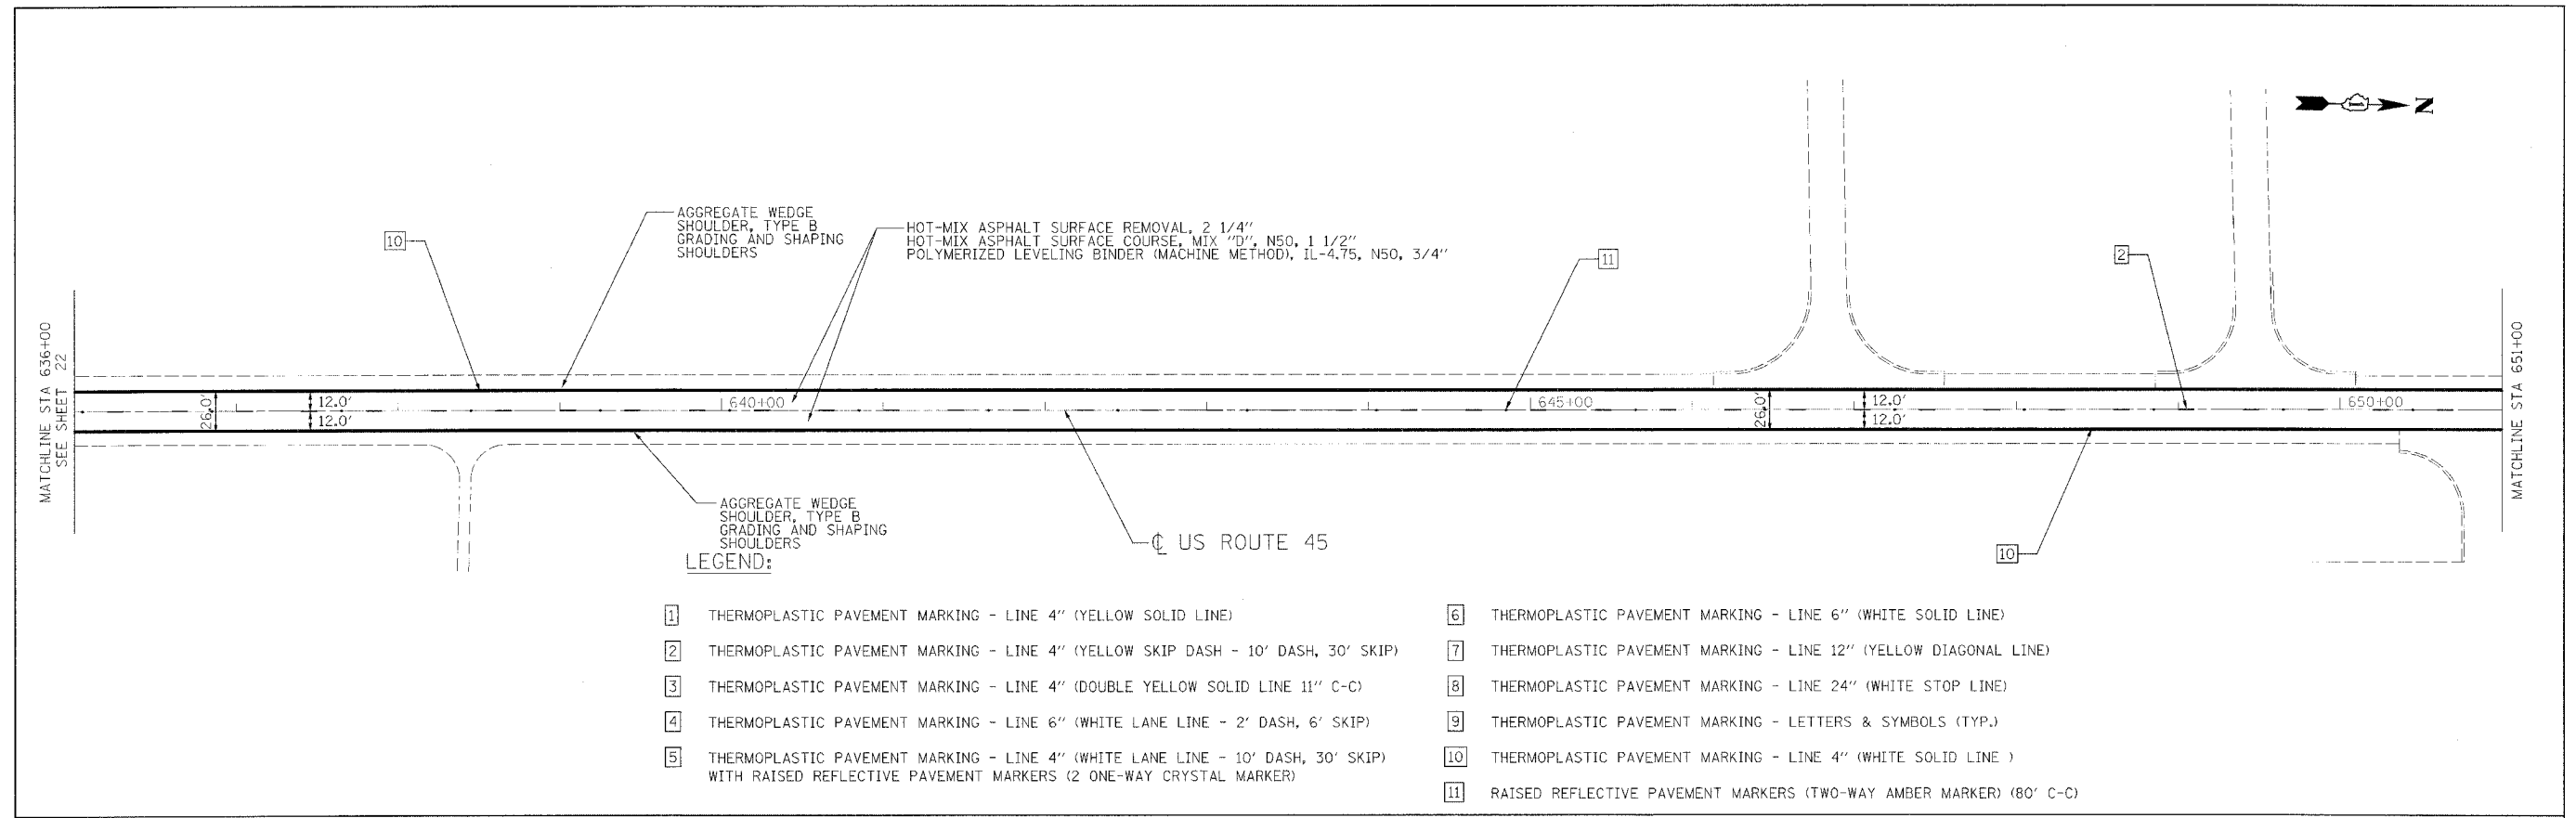 N
AGGREGATE WEDGE
SHOULDER, TYPE B
GRADING AND SHAPING
SHOULDERS
HOT-MIX ASPHALT SURFACE REMOVAL, 2 1/4"
HOT-MIX ASPHALT SURFACE COURSE, MIX "D", N50, 1 1/2"
POLYMERIZED LEVELING BINDER (MACHINE METHOD), IL-4.75, N50, 3/4"
10
11
2
MATCHLINE STA 636+00
SEE SHEET 22
26.0'
12.0'
12.0'
640+00
645+00
26.0'
12.0'
12.0'
650+00
MATCHLINE STA 651+00
AGGREGATE WEDGE
SHOULDER, TYPE B
GRADING AND SHAPING
SHOULDERS
℄ US ROUTE 45
10
LEGEND:
1 THERMOPLASTIC PAVEMENT MARKING - LINE 4" (YELLOW SOLID LINE)
2 THERMOPLASTIC PAVEMENT MARKING - LINE 4" (YELLOW SKIP DASH - 10' DASH, 30' SKIP)
3 THERMOPLASTIC PAVEMENT MARKING - LINE 4" (DOUBLE YELLOW SOLID LINE 11" C-C)
4 THERMOPLASTIC PAVEMENT MARKING - LINE 6" (WHITE LANE LINE - 2' DASH, 6' SKIP)
5 THERMOPLASTIC PAVEMENT MARKING - LINE 4" (WHITE LANE LINE - 10' DASH, 30' SKIP)
WITH RAISED REFLECTIVE PAVEMENT MARKERS (2 ONE-WAY CRYSTAL MARKER)
6 THERMOPLASTIC PAVEMENT MARKING - LINE 6" (WHITE SOLID LINE)
7 THERMOPLASTIC PAVEMENT MARKING - LINE 12" (YELLOW DIAGONAL LINE)
8 THERMOPLASTIC PAVEMENT MARKING - LINE 24" (WHITE STOP LINE)
9 THERMOPLASTIC PAVEMENT MARKING - LETTERS & SYMBOLS (TYP.)
10 THERMOPLASTIC PAVEMENT MARKING - LINE 4" (WHITE SOLID LINE )
11 RAISED REFLECTIVE PAVEMENT MARKERS (TWO-WAY AMBER MARKER) (80' C-C)